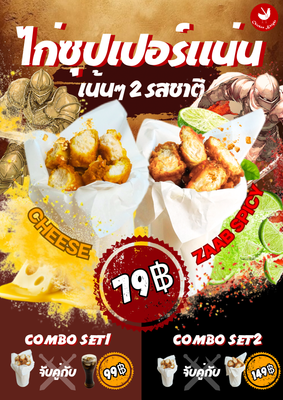 ไก่ซุปเปอร์แน่น
เน้นๆ 2 รสชาติ
CHEESE
ZAAB SPICY
79฿
COMBO SET1
จับคู่กับ
99฿
COMBO SET2
จับคู่กับ
149฿